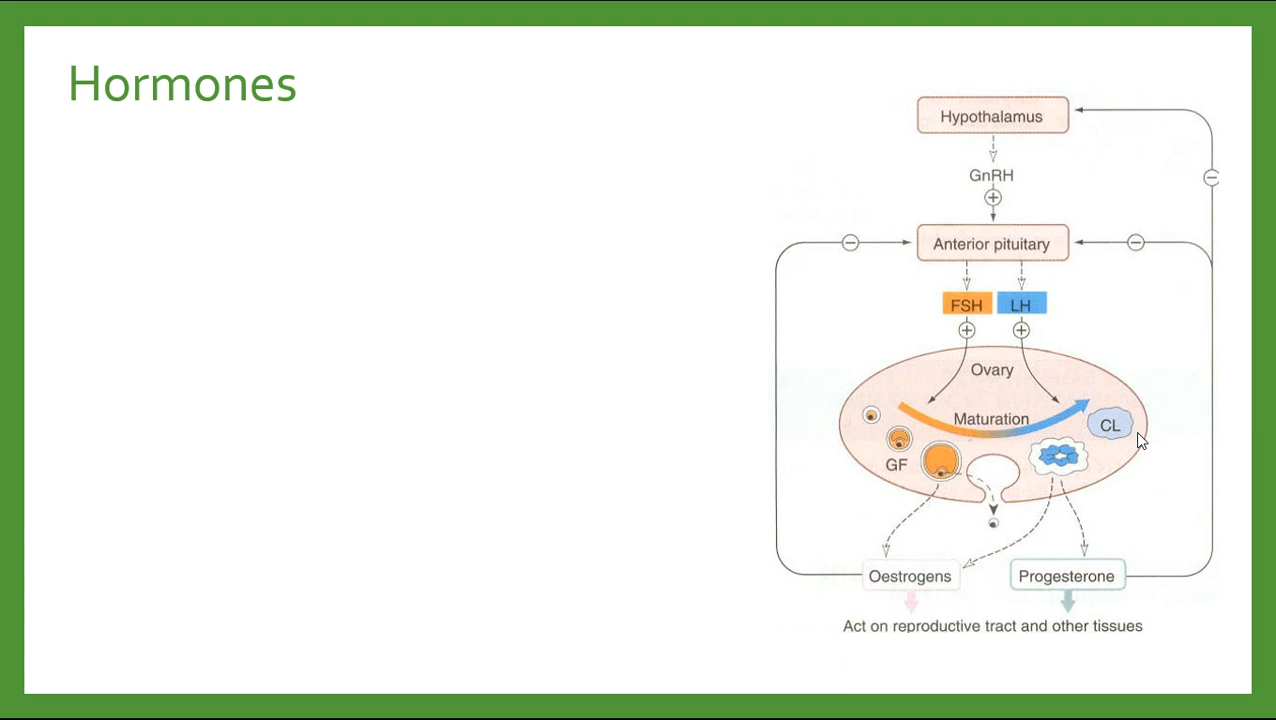 Hormones
Hypothalamus
GnRH
+
−
− Anterior pituitary −
FSH LH
+ +
Ovary
Maturation
CL
GF
Oestrogens Progesterone
Act on reproductive tract and other tissues